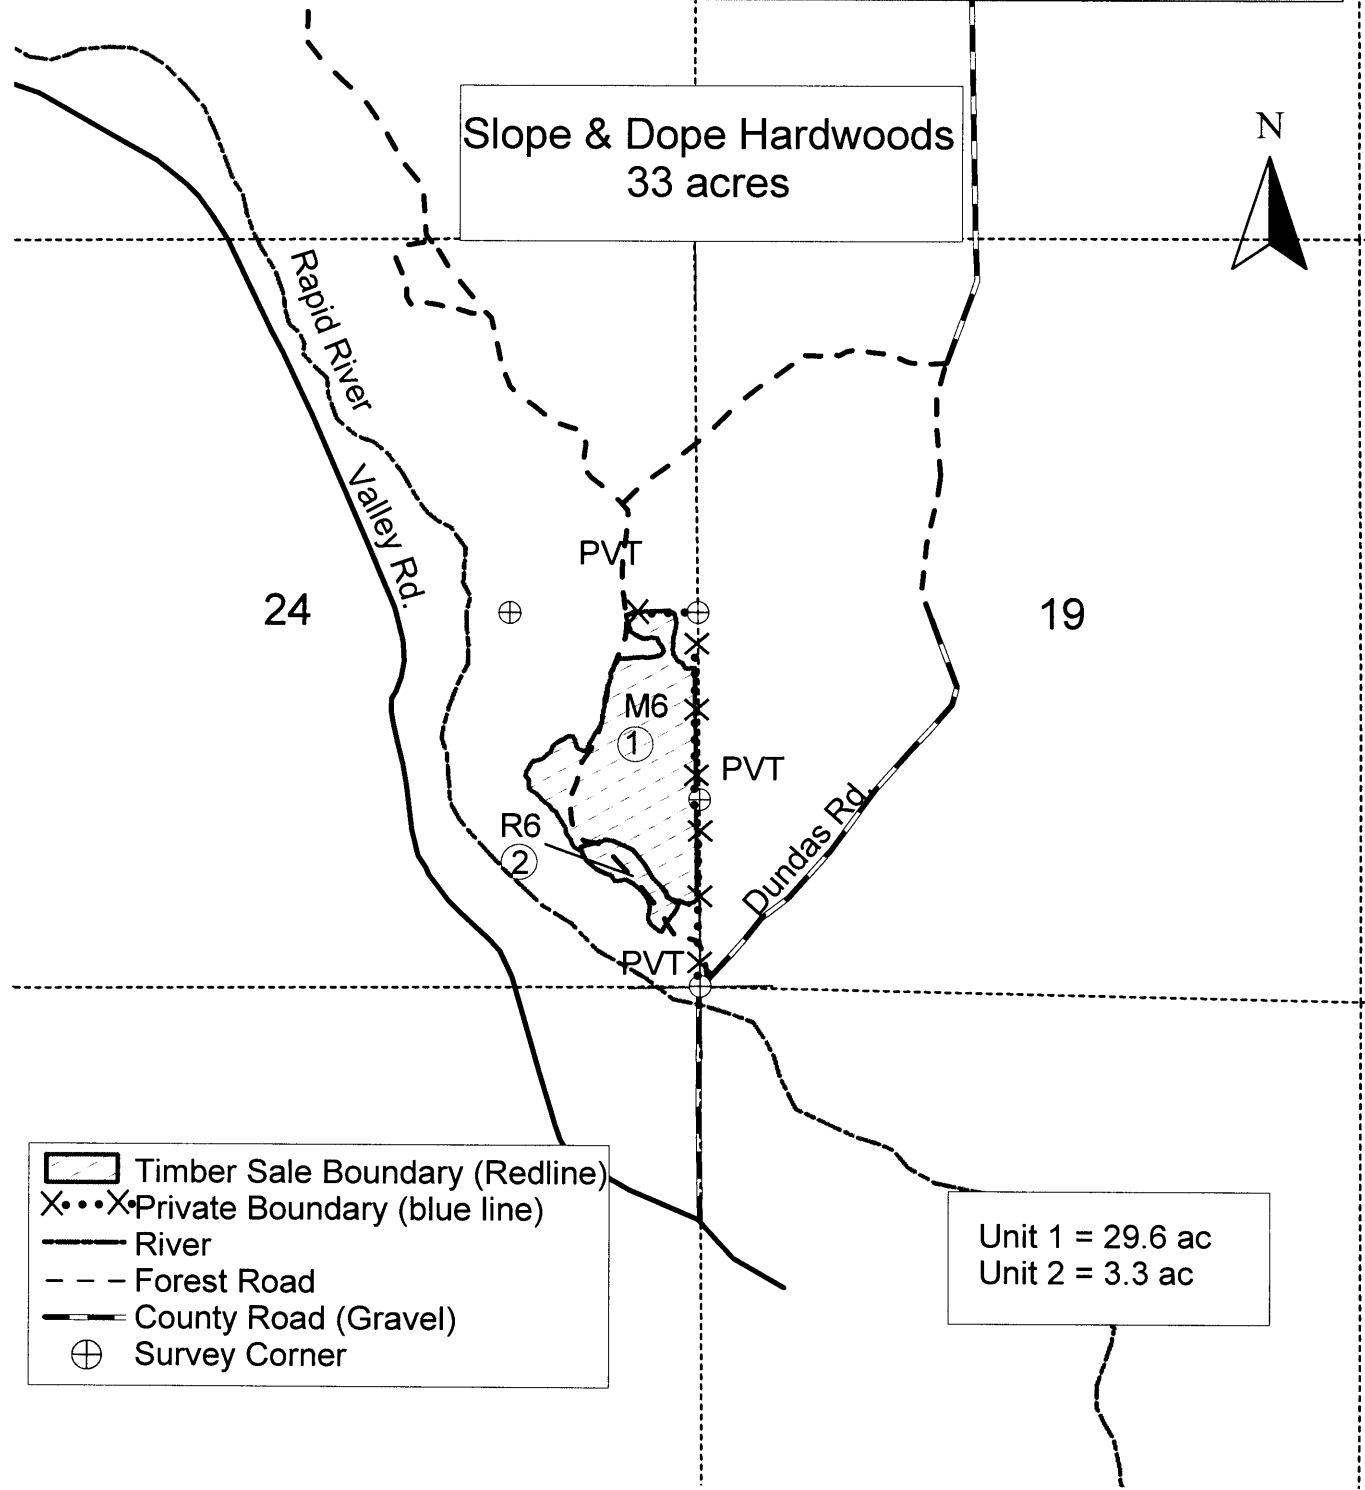 Slope & Dope Hardwoods
33 acres
N
Rapid River
Valley Rd.
PVT
24
19
M6
1
PVT
R6
2
Dundas Rd.
PVT
Timber Sale Boundary (Redline)
Private Boundary (blue line)
River
Forest Road
County Road (Gravel)
Survey Corner
Unit 1 = 29.6 ac
Unit 2 = 3.3 ac